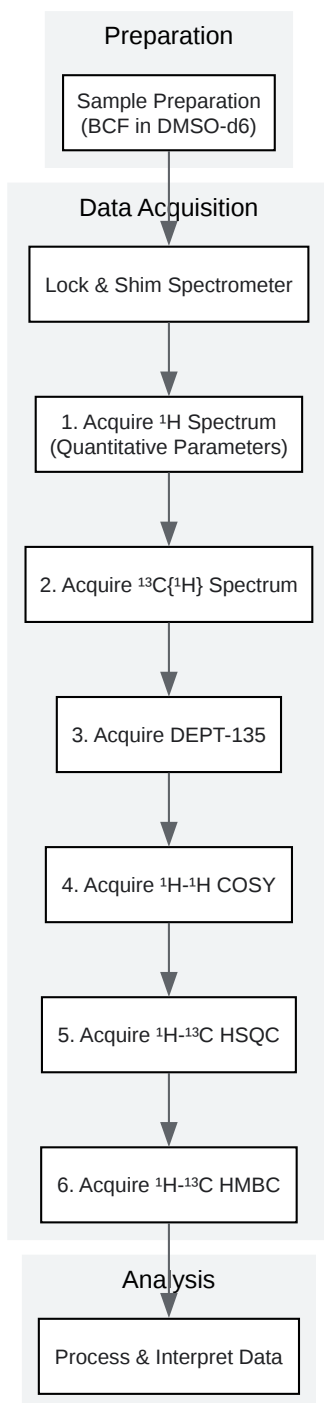 Preparation
Sample Preparation
(BCF in DMSO-d6)
Data Acquisition
Lock & Shim Spectrometer
1. Acquire ¹H Spectrum
(Quantitative Parameters)
2. Acquire ¹³C{¹H} Spectrum
3. Acquire DEPT-135
4. Acquire ¹H-¹H COSY
5. Acquire ¹H-¹³C HSQC
6. Acquire ¹H-¹³C HMBC
Analysis
Process & Interpret Data